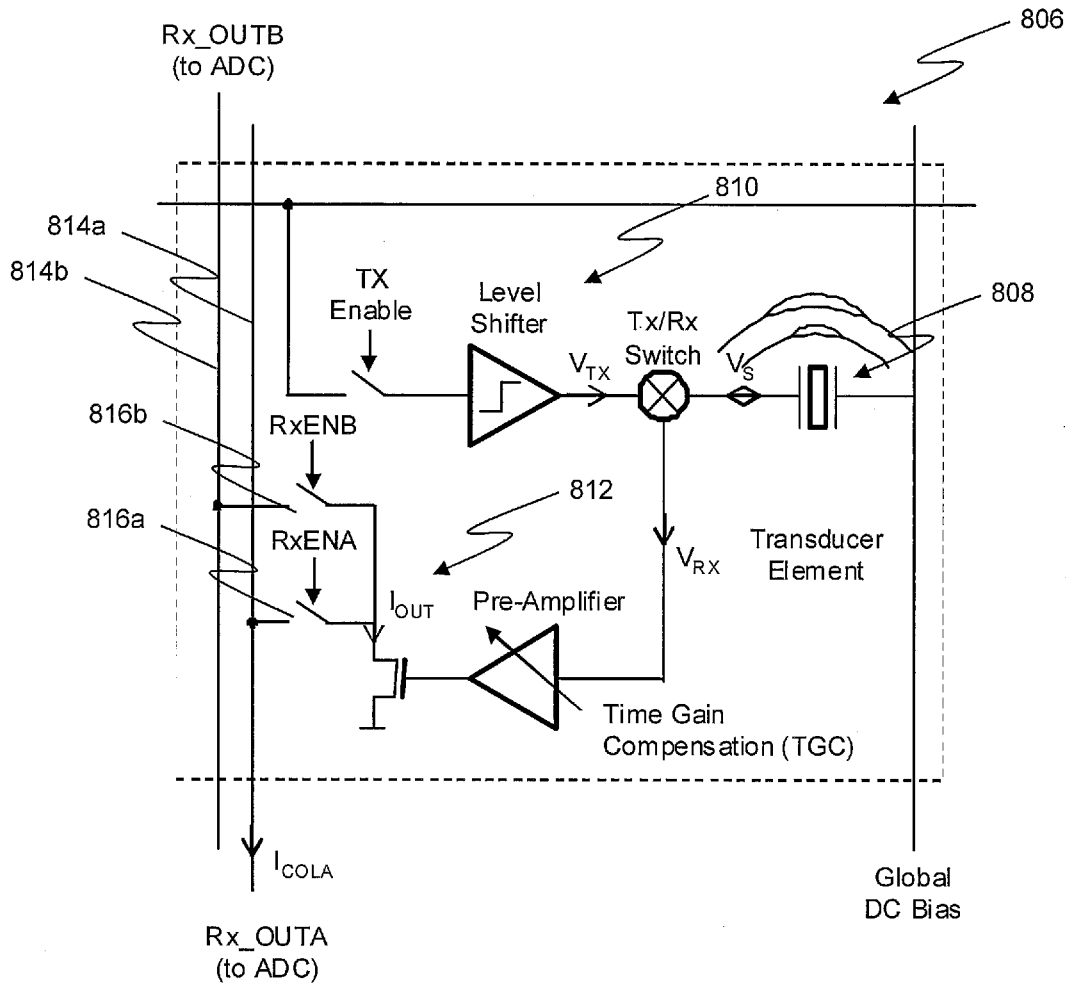 806
Rx_OUTB
(to ADC)
810
814a
814b
TX
Enable
Level
Shifter
Tx/Rx
Switch
808
V_TX
V_S
RxENB
816b
812
816a
RxENA
V_RX
Transducer
Element
I_OUT
Pre-Amplifier
Time Gain
Compensation (TGC)
I_COLA
Global
DC Bias
Rx_OUTA
(to ADC)